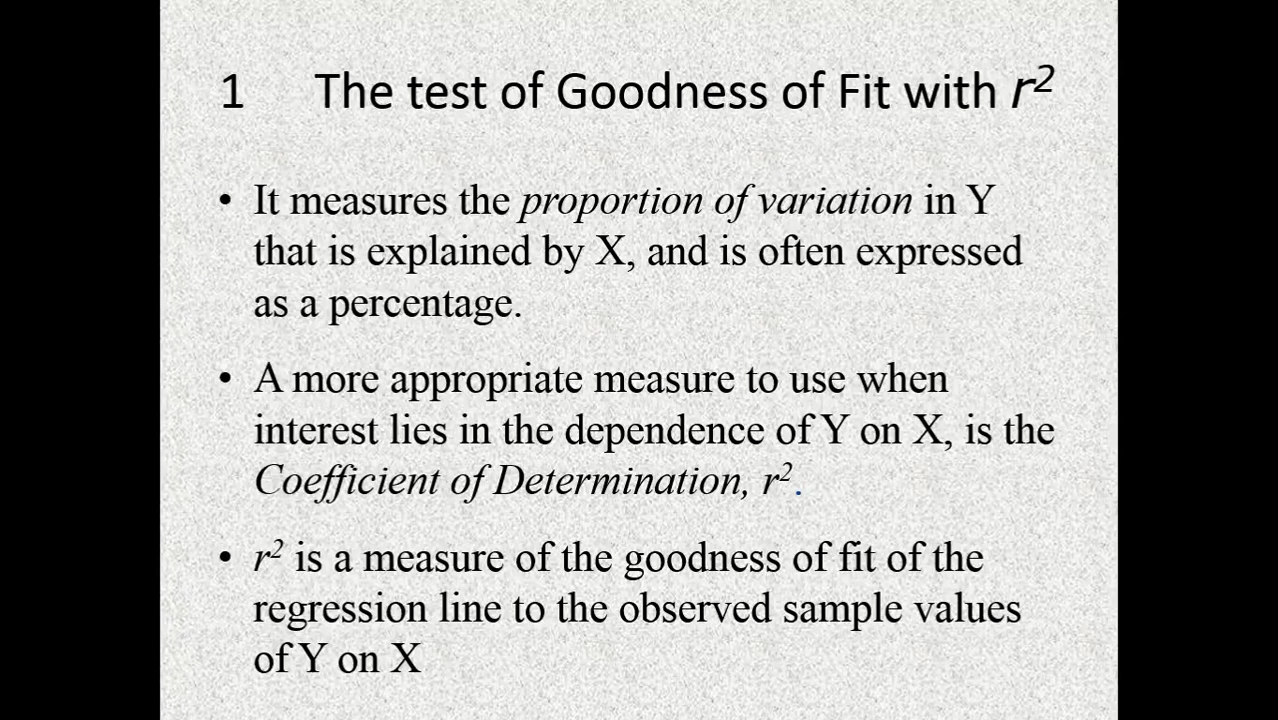 1 The test of Goodness of Fit with r²
• It measures the proportion of variation in Y
that is explained by X, and is often expressed
as a percentage.
• A more appropriate measure to use when
interest lies in the dependence of Y on X, is the
Coefficient of Determination, r².
• r² is a measure of the goodness of fit of the
regression line to the observed sample values
of Y on X